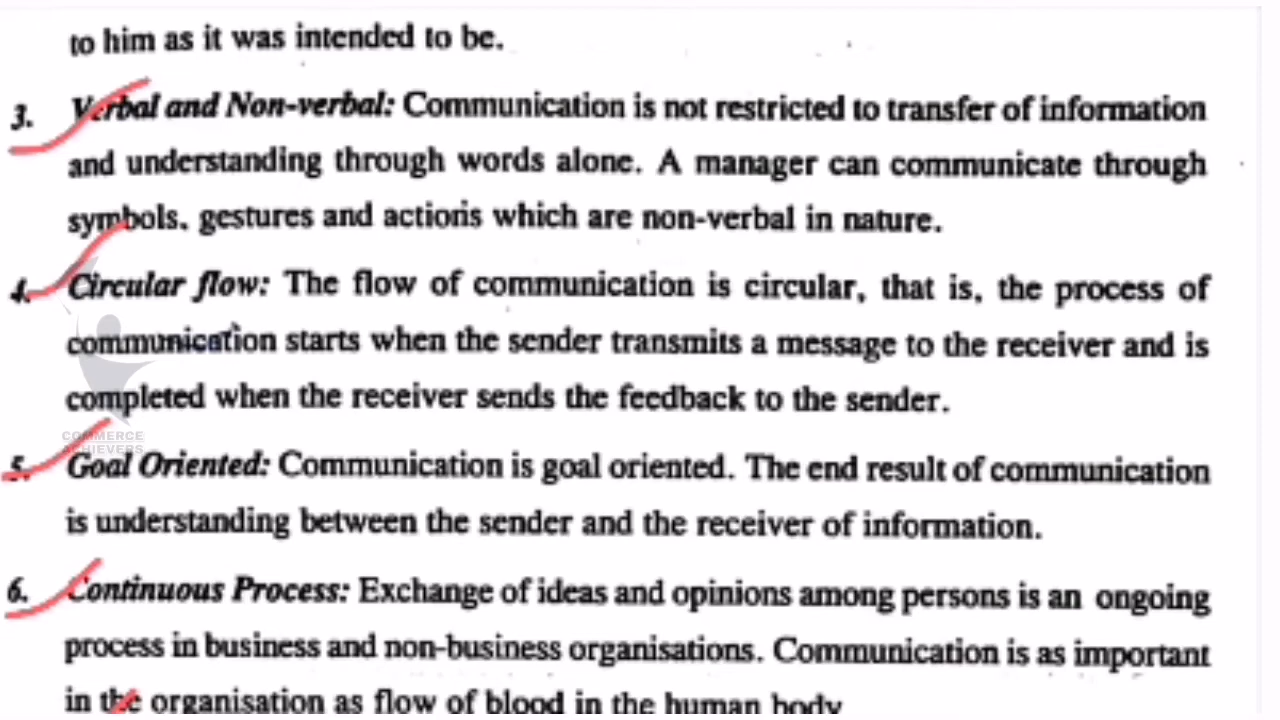 to him as it was intended to be.
3. Verbal and Non-verbal: Communication is not restricted to transfer of information
and understanding through words alone. A manager can communicate through
symbols, gestures and actions which are non-verbal in nature.
4. Circular flow: The flow of communication is circular, that is, the process of
communication starts when the sender transmits a message to the receiver and is
completed when the receiver sends the feedback to the sender.
COMMERCE
ACHIEVERS
5. Goal Oriented: Communication is goal oriented. The end result of communication
is understanding between the sender and the receiver of information.
6. Continuous Process: Exchange of ideas and opinions among persons is an ongoing
process in business and non-business organisations. Communication is as important
in the organisation as flow of blood in the human body